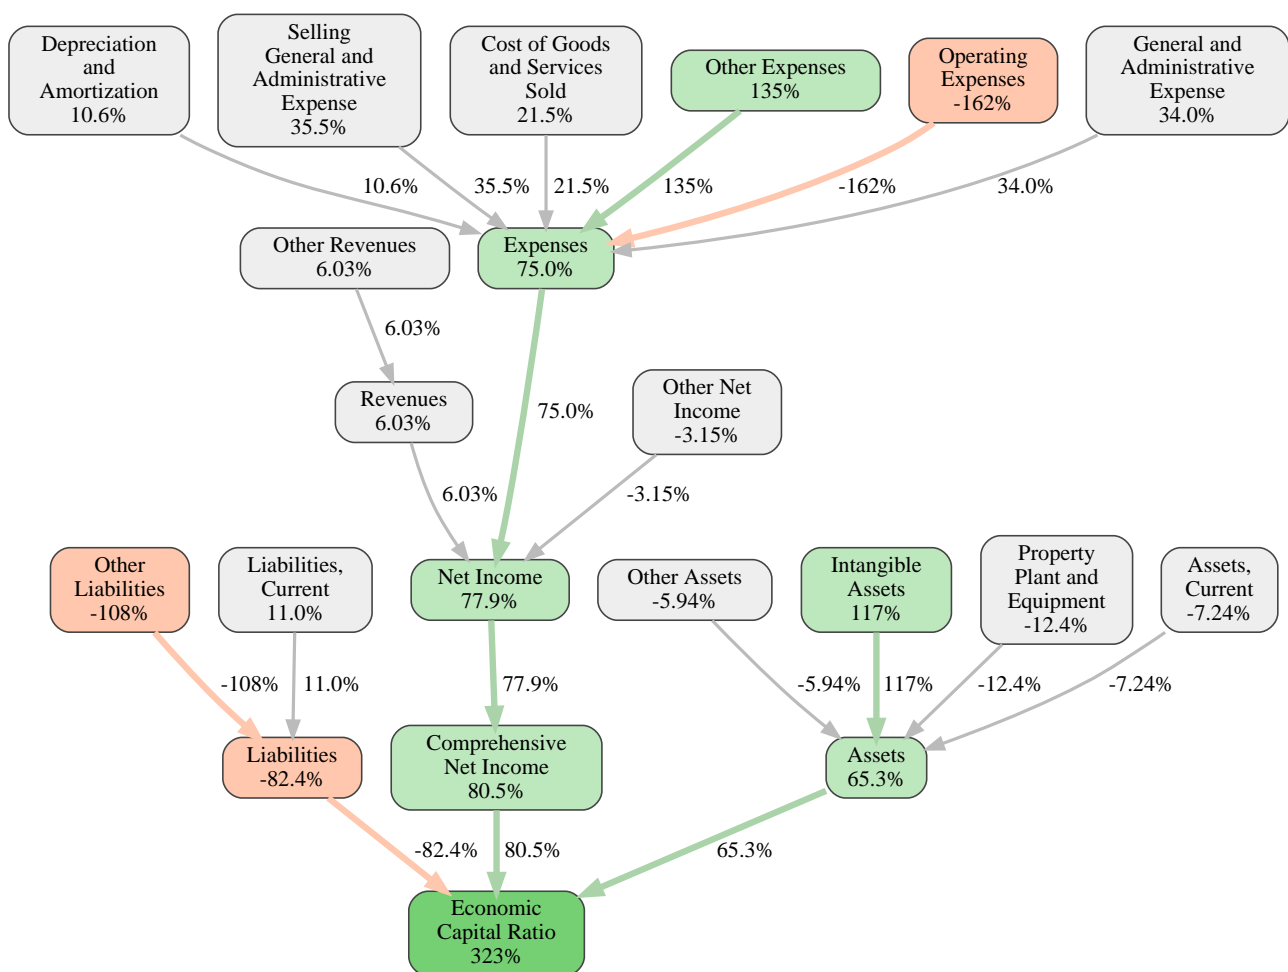 Depreciation
and
Amortization
10.6%
Selling
General and
Administrative
Expense
35.5%
Cost of Goods
and Services
Sold
21.5%
Other Expenses
135%
Operating
Expenses
-162%
General and
Administrative
Expense
34.0%
10.6%
35.5%
21.5%
135%
-162%
34.0%
Other Revenues
6.03%
Expenses
75.0%
6.03%
Revenues
6.03%
75.0%
Other Net
Income
-3.15%
6.03%
-3.15%
Other
Liabilities
-108%
Liabilities,
Current
11.0%
Net Income
77.9%
Other Assets
-5.94%
Intangible
Assets
117%
Property
Plant and
Equipment
-12.4%
Assets,
Current
-7.24%
-108%
11.0%
77.9%
-5.94%
117%
-12.4%
-7.24%
Liabilities
-82.4%
Comprehensive
Net Income
80.5%
Assets
65.3%
-82.4%
80.5%
65.3%
Economic
Capital Ratio
323%